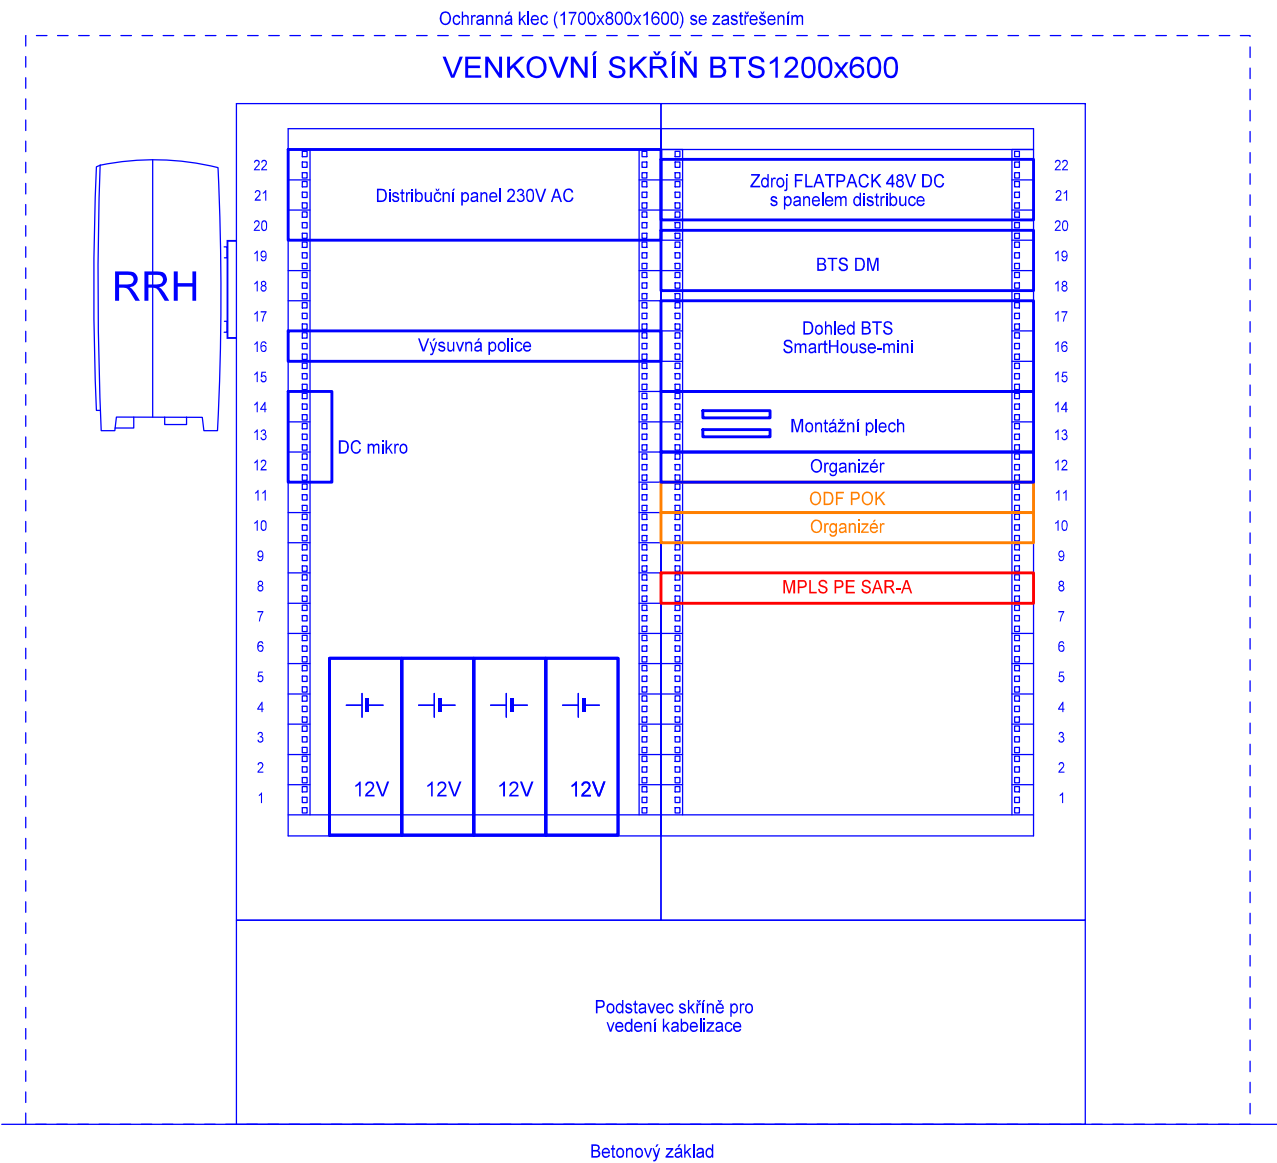 Ochranná klec (1700x800x1600) se zastřešením
VENKOVNÍ SKŘÍŇ BTS1200x600
RRH
22
21
20
19
18
17
16
15
14
13
12
11
10
9
8
7
6
5
4
3
2
1
Distribuční panel 230V AC
Výsuvná police
DC mikro
12V
12V
12V
12V
Zdroj FLATPACK 48V DC
s panelem distribuce
BTS DM
Dohled BTS
SmartHouse-mini
Montážní plech
Organizér
ODF POK
Organizér
MPLS PE SAR-A
22
21
20
19
18
17
16
15
14
13
12
11
10
9
8
7
6
5
4
3
2
1
Podstavec skříně pro
vedení kabelizace
Betonový základ